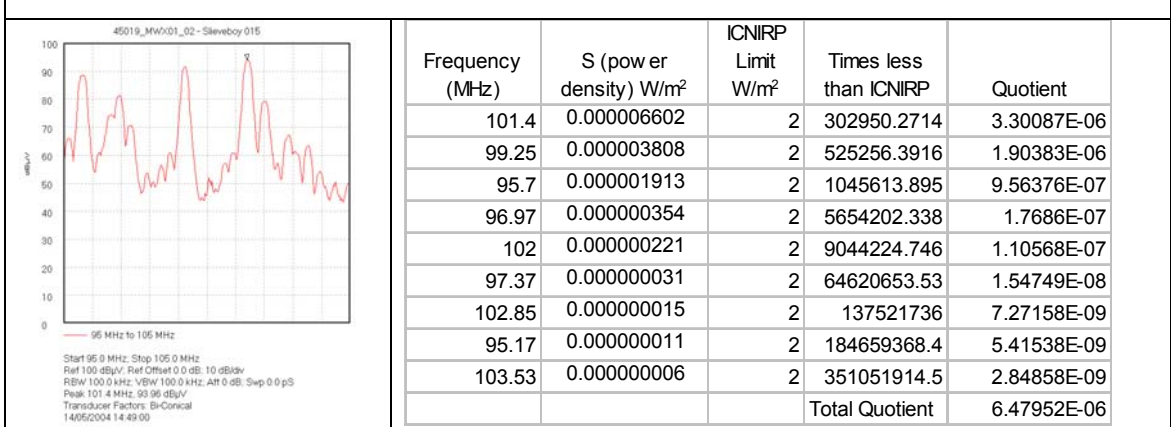 45019_MWX01_02 - Slieveboy 015
100
90
80
70
60
50
40
30
20
10
0
dBµV
95 MHz to 105 MHz
Start 95.0 MHz; Stop 105.0 MHz
Ref 100 dBµV; Ref Offset 0.0 dB; 10 dB/div
RBW 100.0 kHz; VBW 100.0 kHz; Att 0 dB; Swp 0.0 pS
Peak 101.4 MHz, 93.96 dBµV
Transducer Factors: Bi-Conical
14/05/2004 14:49:00
Frequency (MHz) S (power density) W/m² ICNIRP Limit W/m² Times less than ICNIRP Quotient
101.4 0.000006602 2 302950.2714 3.30087E-06
99.25 0.000003808 2 525256.3916 1.90383E-06
95.7 0.000001913 2 1045613.895 9.56376E-07
96.97 0.000000354 2 5654202.338 1.7686E-07
102 0.000000221 2 9044224.746 1.10568E-07
97.37 0.000000031 2 64620653.53 1.54749E-08
102.85 0.000000015 2 137521736 7.27158E-09
95.17 0.000000011 2 184659368.4 5.41538E-09
103.53 0.000000006 2 351051914.5 2.84858E-09
Total Quotient 6.47952E-06